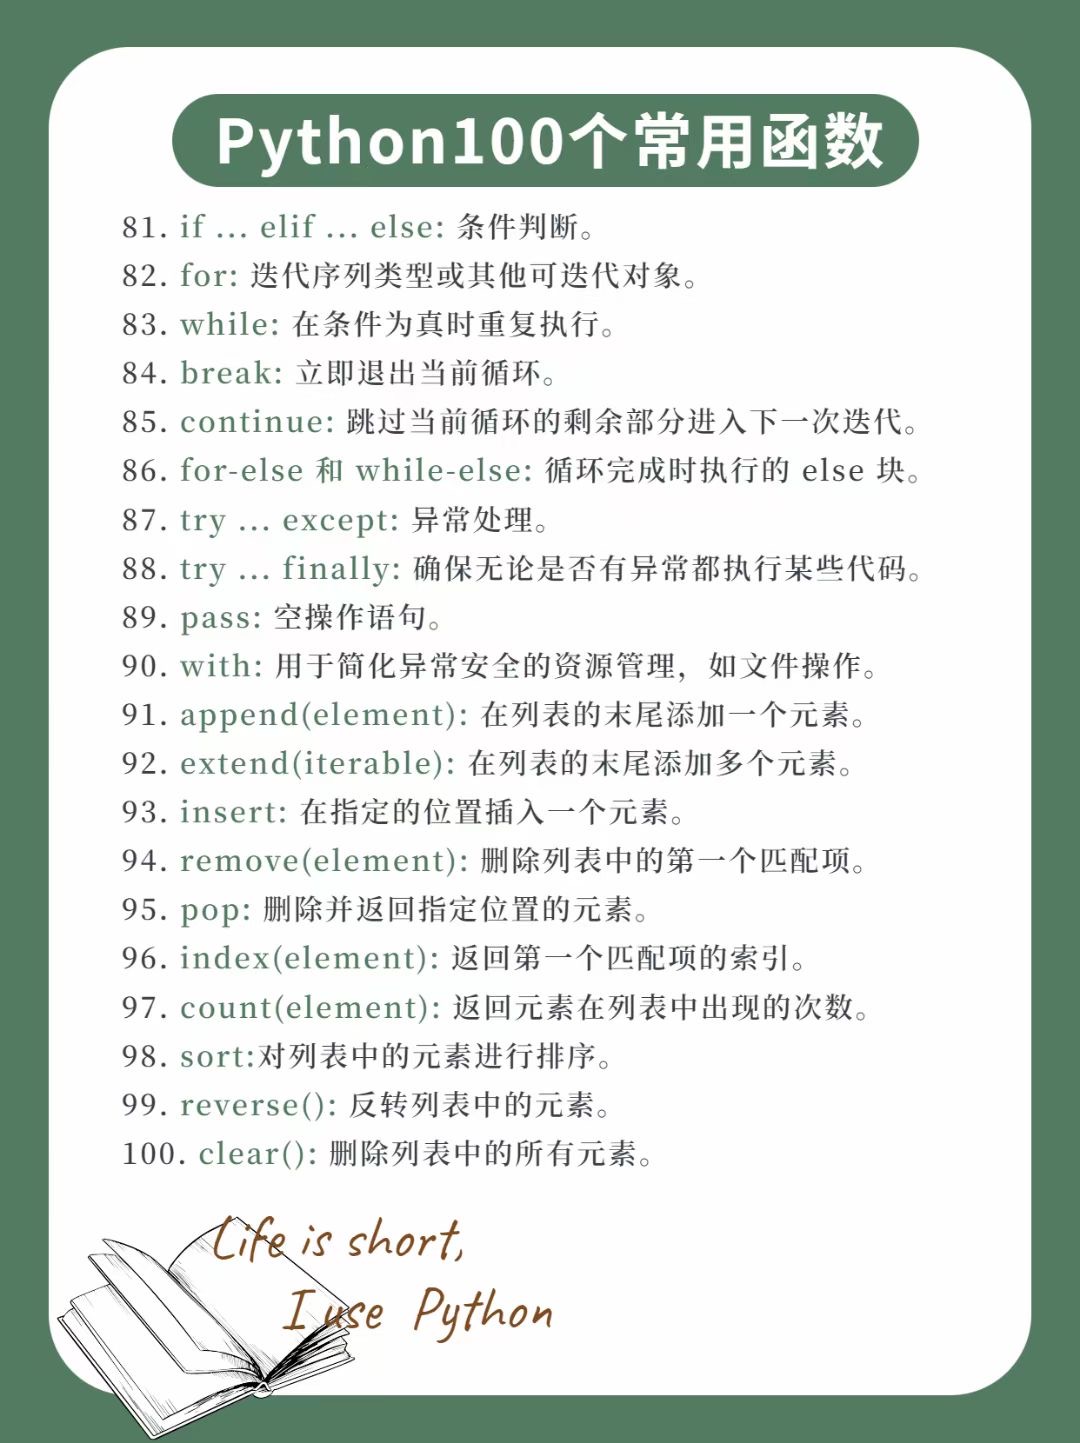 Python100个常用函数
81. if ... elif ... else: 条件判断。
82. for: 迭代序列类型或其他可迭代对象。
83. while: 在条件为真时重复执行。
84. break: 立即退出当前循环。
85. continue: 跳过当前循环的剩余部分进入下一次迭代。
86. for-else 和 while-else: 循环完成时执行的 else 块。
87. try ... except: 异常处理。
88. try ... finally: 确保无论是否有异常都执行某些代码。
89. pass: 空操作语句。
90. with: 用于简化异常安全的资源管理，如文件操作。
91. append(element): 在列表的末尾添加一个元素。
92. extend(iterable): 在列表的末尾添加多个元素。
93. insert: 在指定的位置插入一个元素。
94. remove(element): 删除列表中的第一个匹配项。
95. pop: 删除并返回指定位置的元素。
96. index(element): 返回第一个匹配项的索引。
97. count(element): 返回元素在列表中出现的次数。
98. sort:对列表中的元素进行排序。
99. reverse(): 反转列表中的元素。
100. clear(): 删除列表中的所有元素。
Life is short,
I use Python